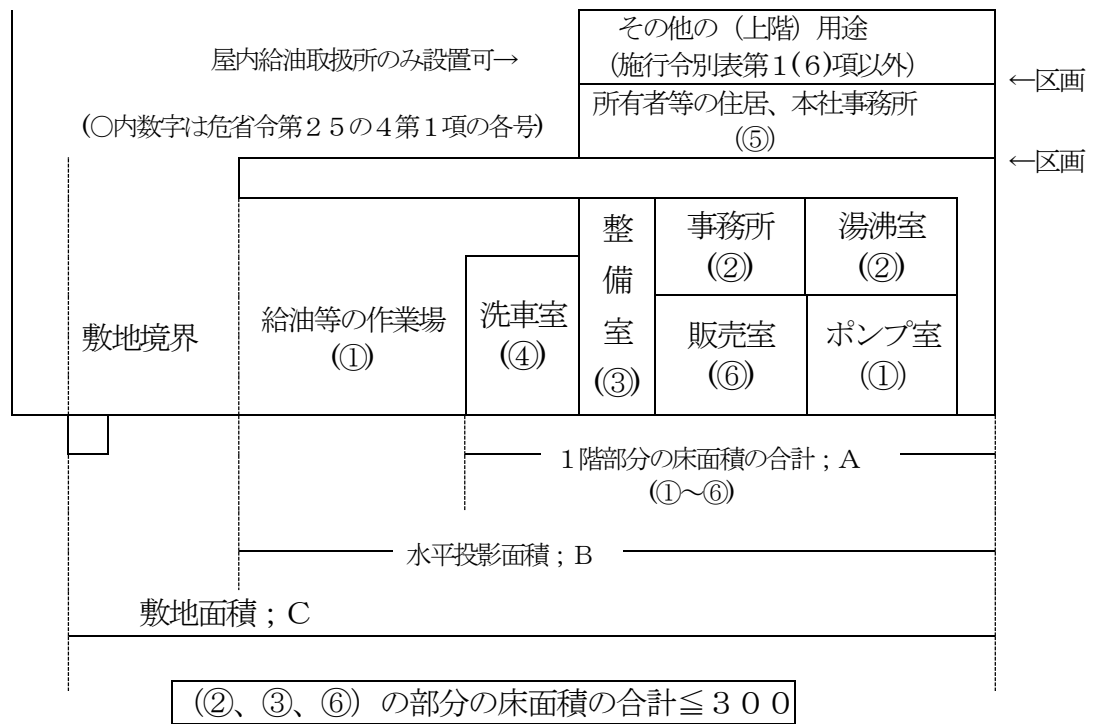 その他の（上階）用途
(施行令別表第１(６)項以外)
屋内給油取扱所のみ設置可→
←区画
所有者等の住居、本社事務所
(⑤)
(○内数字は危省令第２５の４第１項の各号)
←区画
敷地境界
給油等の作業場
(①)
洗車室
(④)
整
備
室
(③)
事務所
(②)
湯沸室
(②)
販売室
(⑥)
ポンプ室
(①)
１階部分の床面積の合計；A
(①～⑥)
水平投影面積；B
敷地面積；C
(②、③、⑥) の部分の床面積の合計≦３００